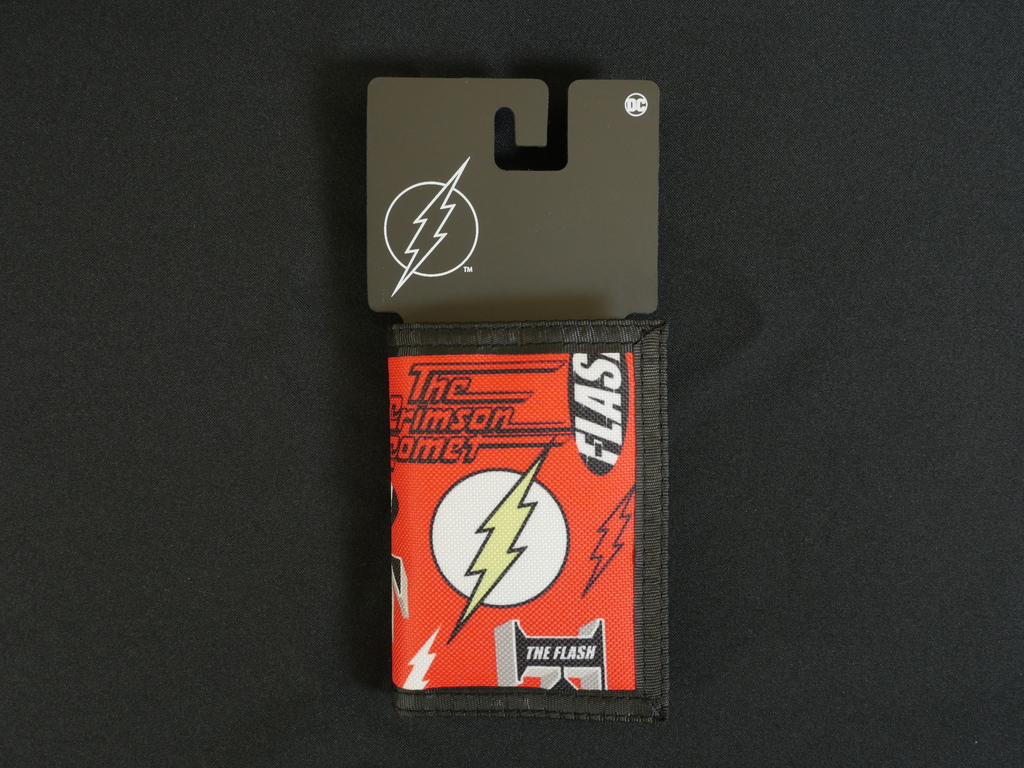 DC
TM
The
Crimson
Comet
FLAS
THE FLASH